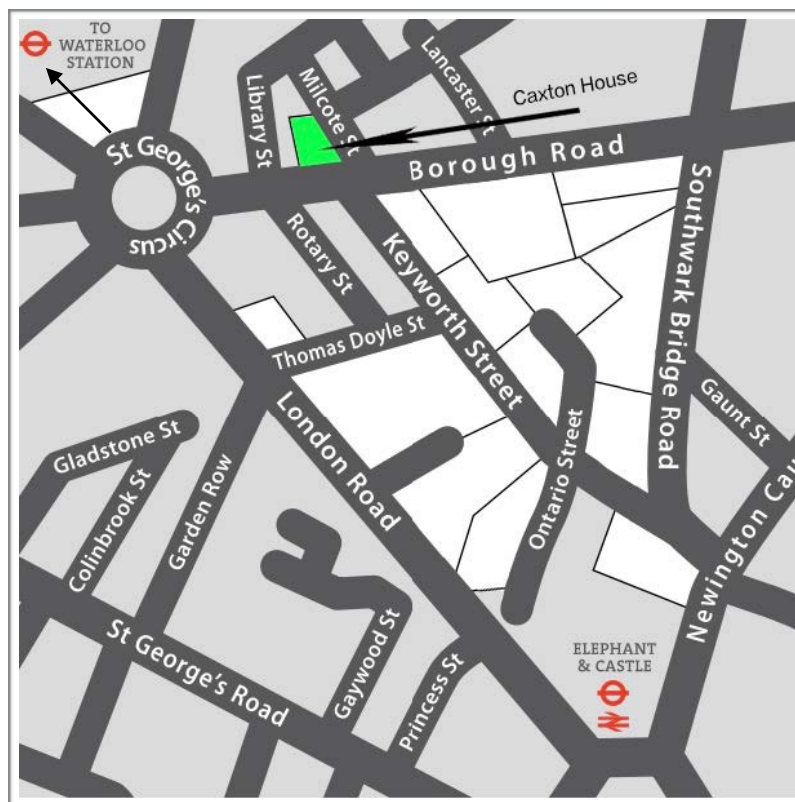 TO
WATERLOO
STATION
Lancaster St
Caxton House
Library St
Milcote St
St George's Circus
Borough Road
Rotary St
Keyworth Street
Southwark Bridge Road
Thomas Doyle St
Gaunt St
London Road
Gladstone St
Ontario Street
Colinbrook St
Garden Row
Newington Cau
St George's Road
Gaywood St
Princess St
ELEPHANT
& CASTLE